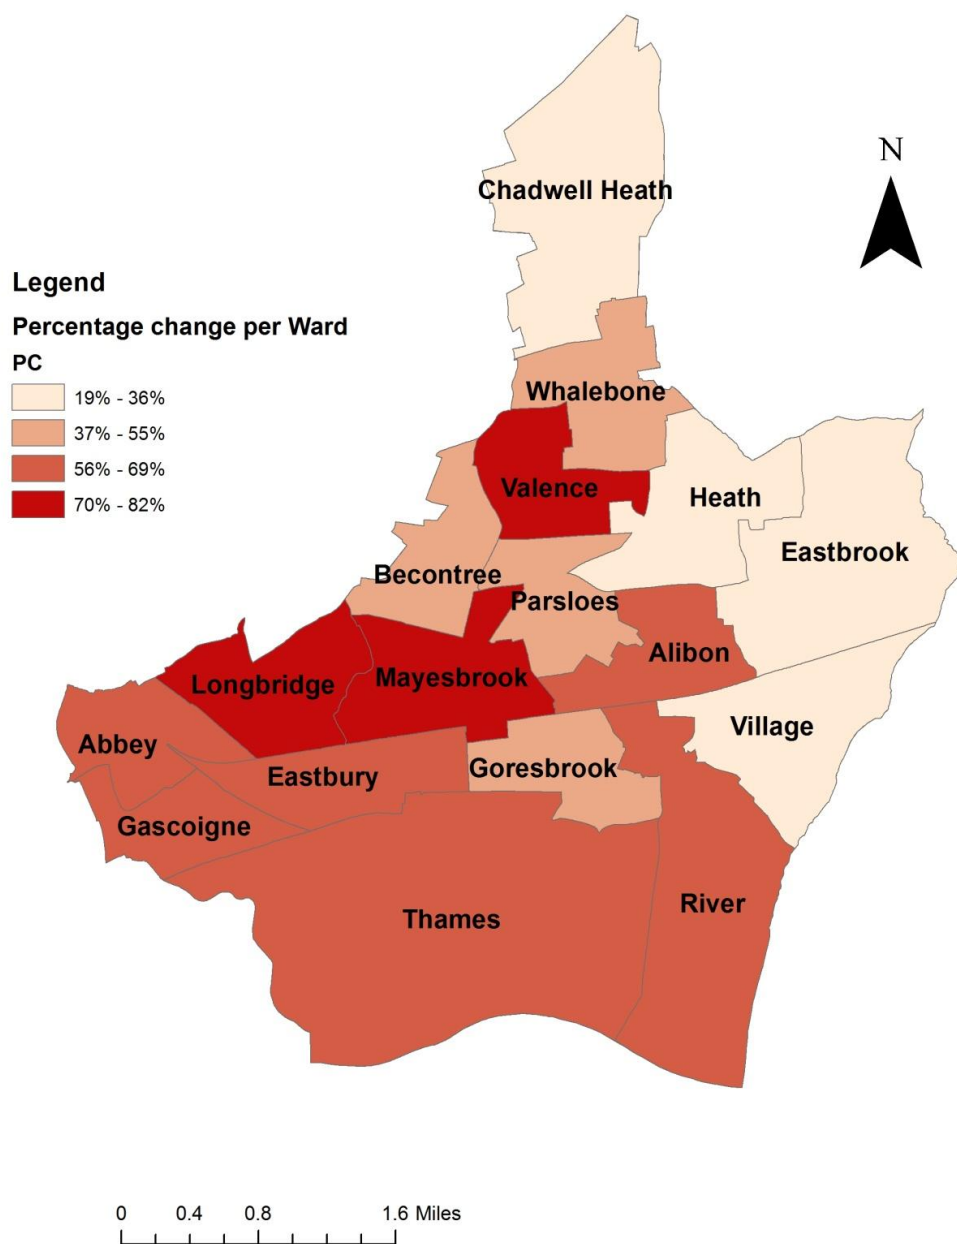 N
Chadwell Heath
Legend
Percentage change per Ward
PC
19% - 36%
37% - 55%
56% - 69%
70% - 82%
Whalebone
Valence
Heath
Eastbrook
Becontree
Parsloes
Alibon
Longbridge
Mayesbrook
Village
Abbey
Eastbury
Goresbrook
Gascoigne
Thames
River
0 0.4 0.8 1.6 Miles